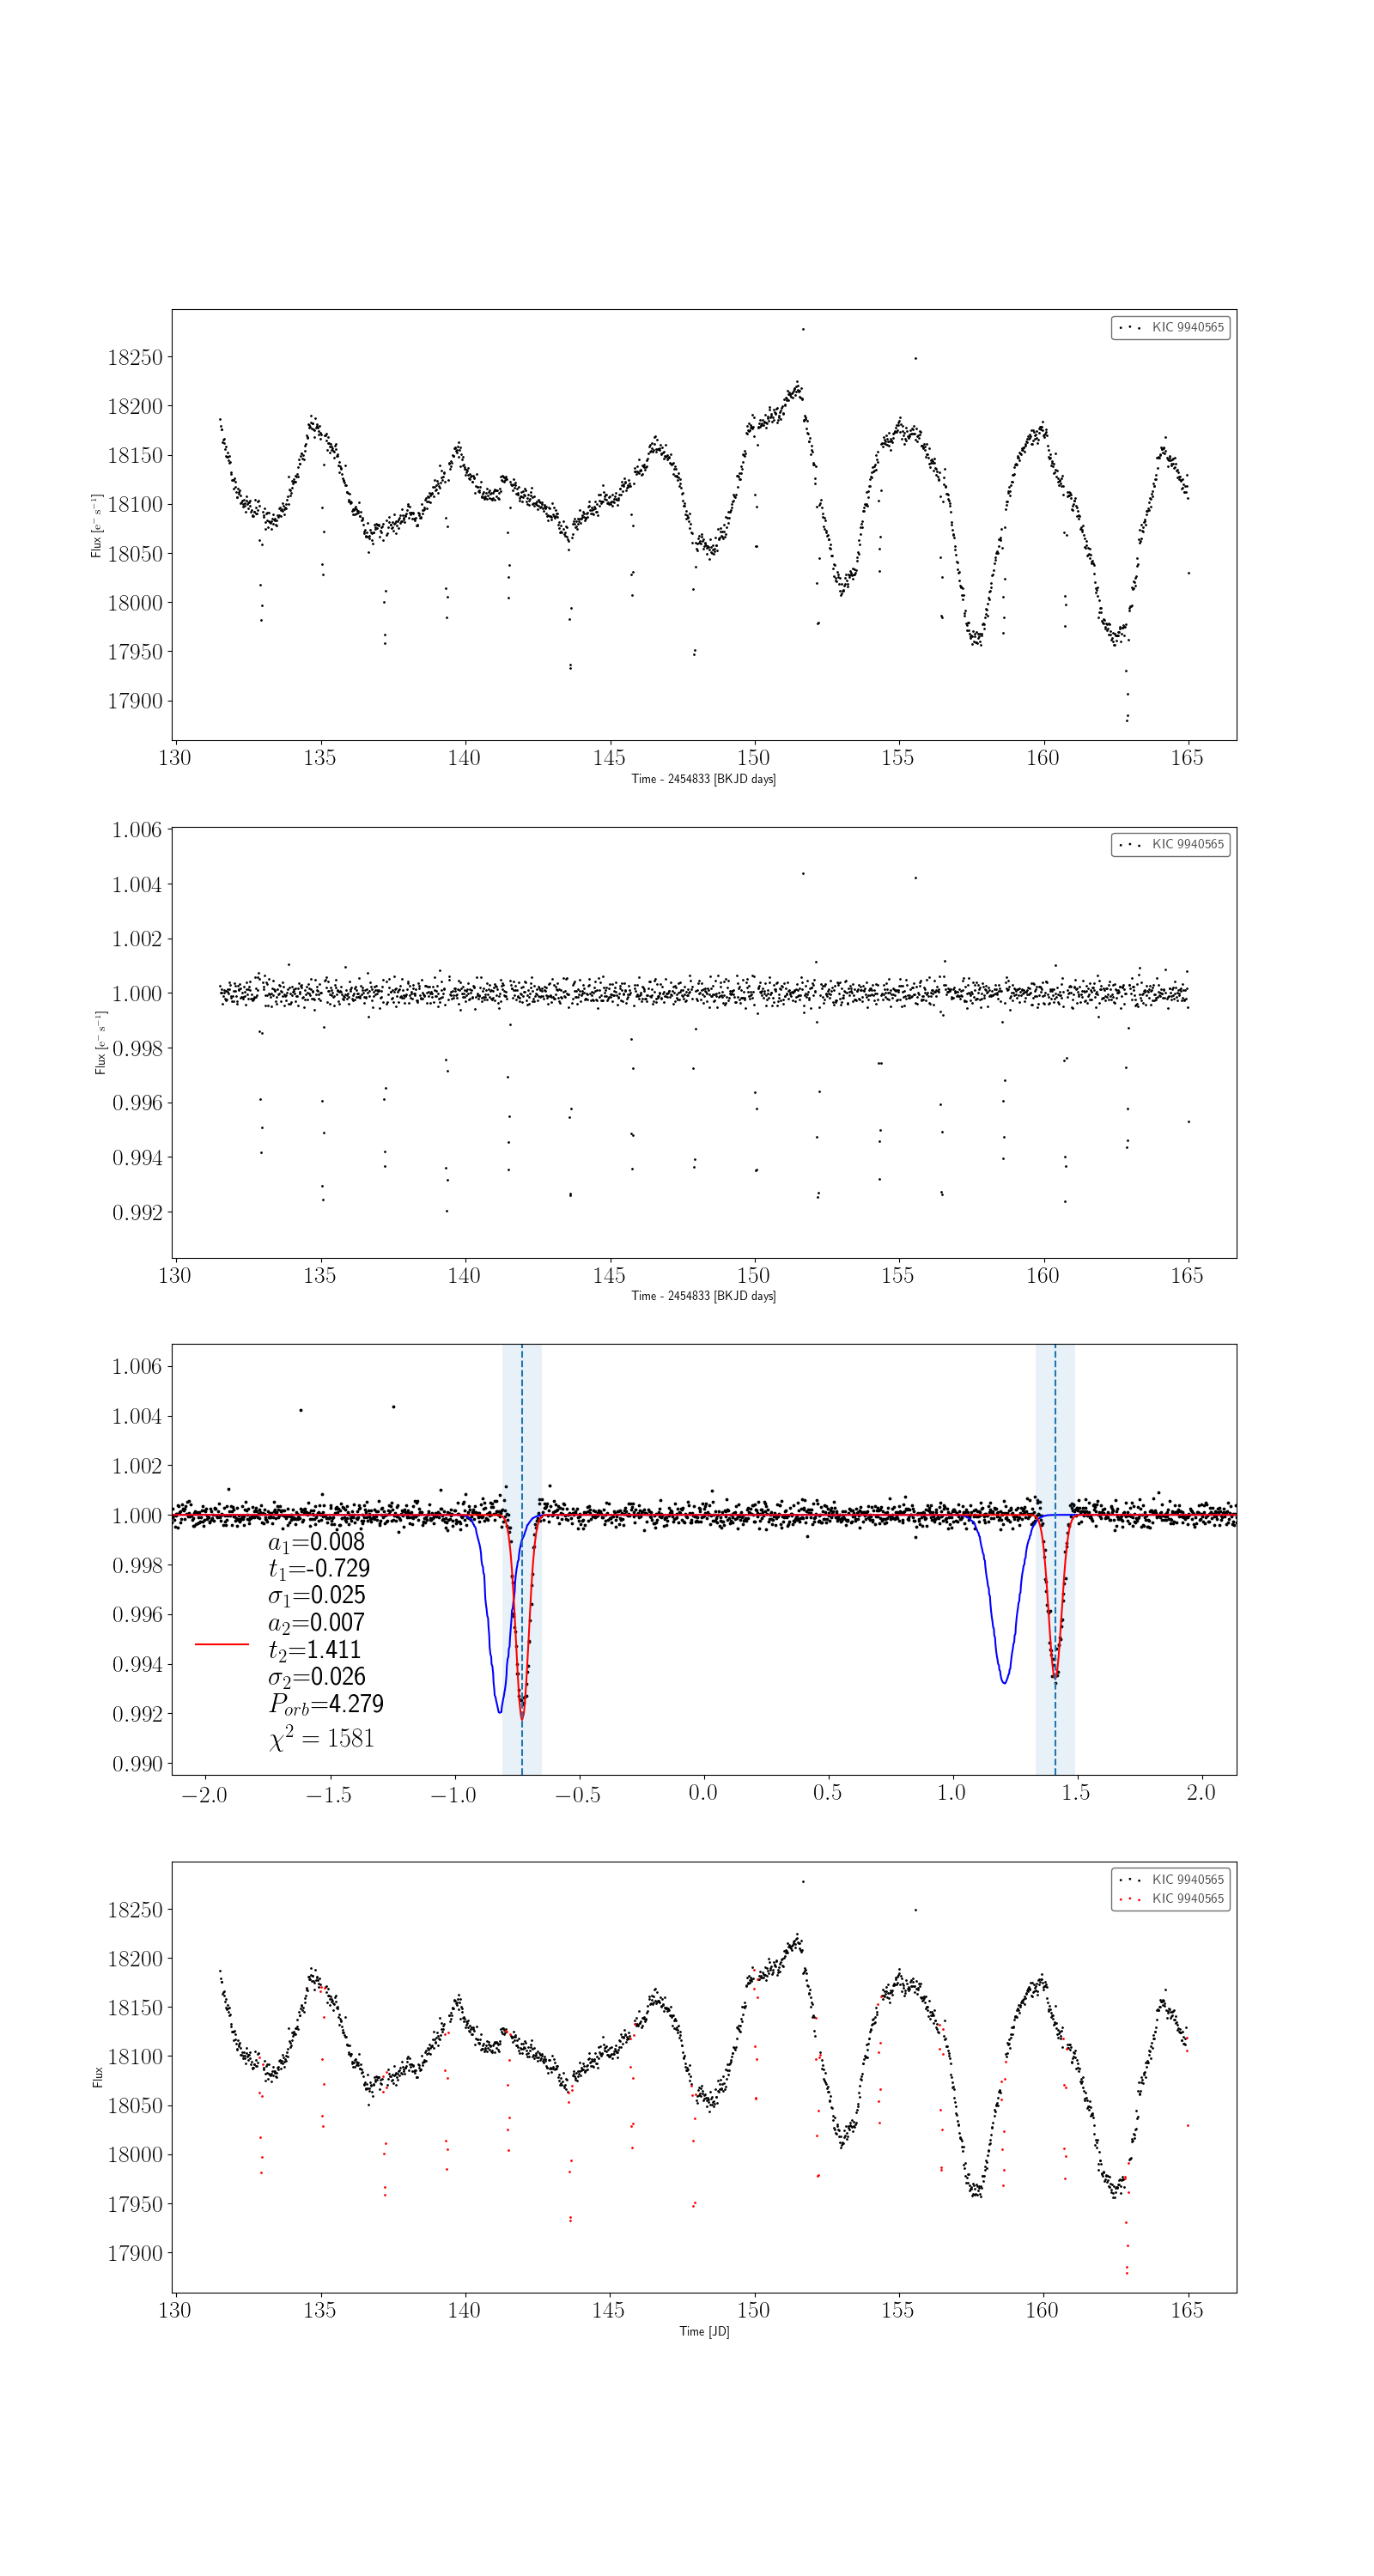 KIC 9940565
18250
18200
18150
18100
18050
18000
17950
17900
Flux [e⁻ s⁻¹]
130 135 140 145 150 155 160 165
Time - 2454833 [BKJD days]
KIC 9940565
1.006
1.004
1.002
1.000
0.998
0.996
0.994
0.992
Flux [e⁻ s⁻¹]
130 135 140 145 150 155 160 165
Time - 2454833 [BKJD days]
1.006
1.004
1.002
1.000
0.998
0.996
0.994
0.992
0.990
a₁=0.008
t₁=-0.729
σ₁=0.025
a₂=0.007
t₂=1.411
σ₂=0.026
P_orb=4.279
χ² = 1581
−2.0 −1.5 −1.0 −0.5 0.0 0.5 1.0 1.5 2.0
KIC 9940565
KIC 9940565
18250
18200
18150
18100
18050
18000
17950
17900
Flux
130 135 140 145 150 155 160 165
Time [JD]